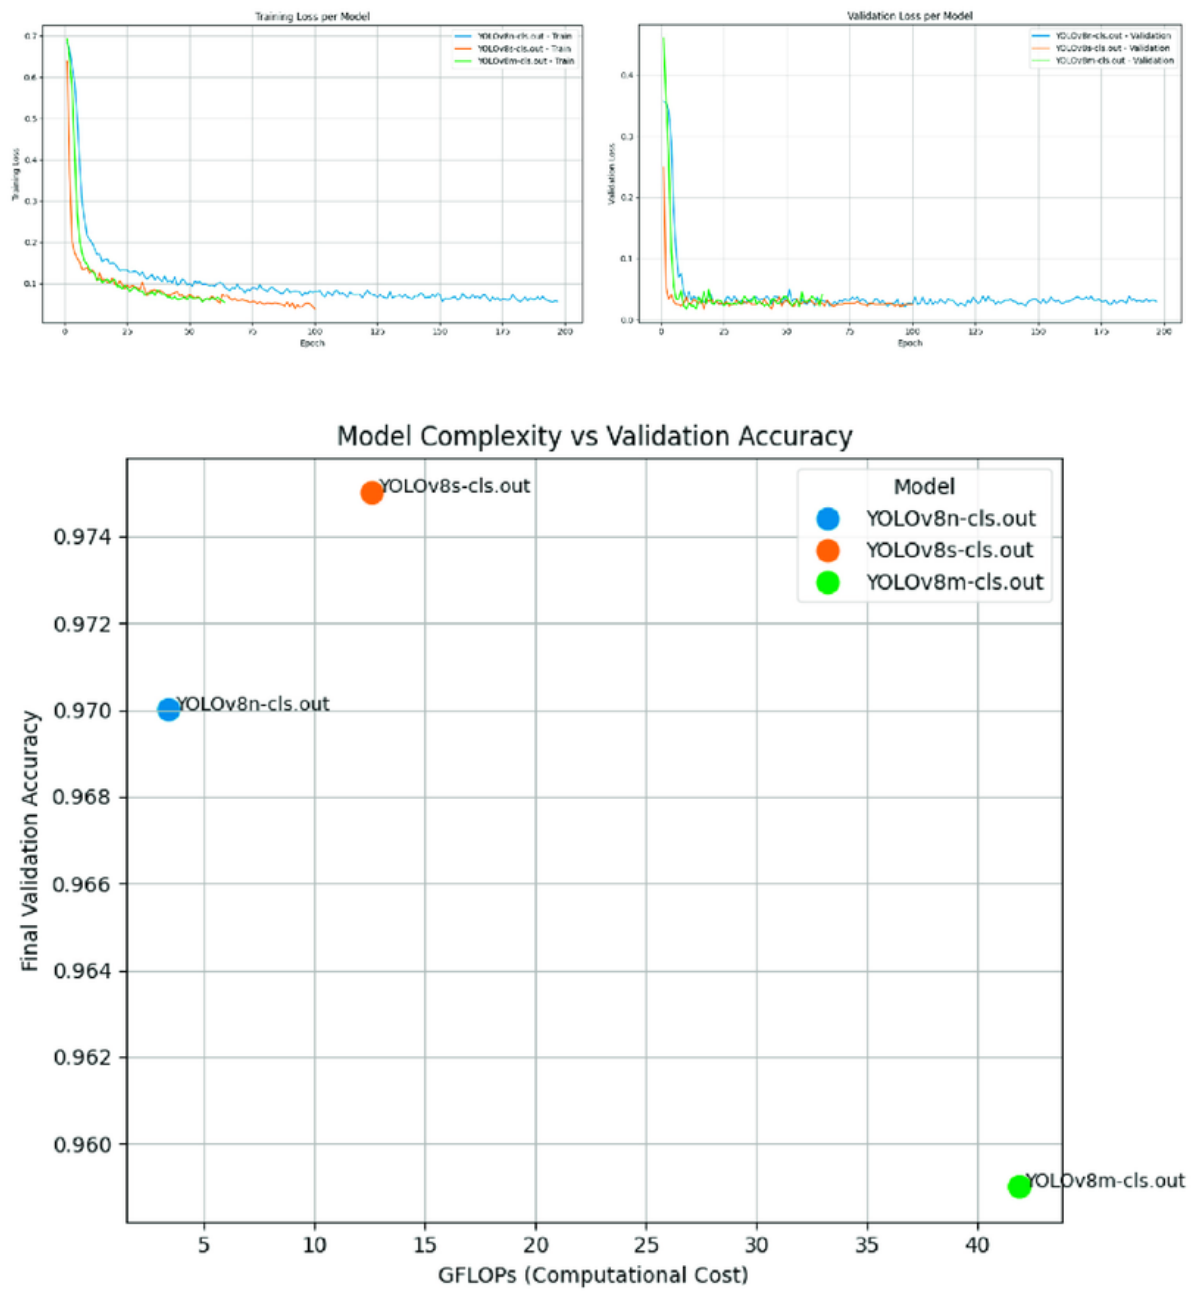 Training Loss per Model
YOLOv8n-cls.out - Train
YOLOv8s-cls.out - Train
YOLOv8m-cls.out - Train
0.7
0.6
0.5
0.4
0.3
0.2
0.1
Training Loss
0 25 50 75 100 125 150 175 200
Epoch
Validation Loss per Model
YOLOv8n-cls.out - Validation
YOLOv8s-cls.out - Validation
YOLOv8m-cls.out - Validation
0.4
0.3
0.2
0.1
0.0
Validation Loss
0 25 50 75 100 125 150 175 200
Epoch
Model Complexity vs Validation Accuracy
YOLOv8s-cls.out
Model
YOLOv8n-cls.out
YOLOv8s-cls.out
YOLOv8m-cls.out
YOLOv8n-cls.out
YOLOv8m-cls.out
0.974
0.972
0.970
0.968
0.966
0.964
0.962
0.960
Final Validation Accuracy
5 10 15 20 25 30 35 40
GFLOPs (Computational Cost)